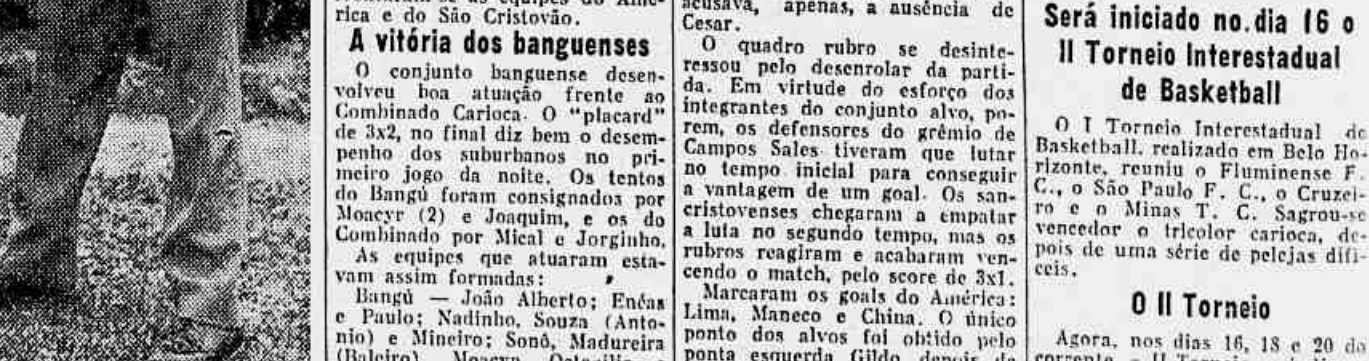 rica e do São Cristovão.
A vitória dos banguenses
O conjunto banguense desen-
volveu boa atuação frente ao
Combinado Carioca. O "placard"
de 3x2, no final diz bem o desem-
penho dos suburbanos no pri-
meiro jogo da noite. Os tentos
do Bangú foram consignados por
Moacyr (2) e Joaquim, e os do
Combinado por Mical e Jorginho.
As equipes que atuaram esta-
vam assim formadas:
Bangú — João Alberto; Enéas
e Paulo; Nadinho, Souza (Anto-
nio) e Mineiro; Sonô, Madureira
(Baleiro), Moacyr,
acusava, apenas, a ausência de
Cesar.
O quadro rubro se desinte-
ressou pelo desenrolar da parti-
da. Em virtude do esforço dos
integrantes do conjunto alvo, po-
rem, os defensores do grêmio de
Campos Sales tiveram que lutar
no tempo inicial para conseguir
a vantagem de um goal. Os san-
cristovenses chegaram a empatar
a luta no segundo tempo, mas os
rubros reagiram e acabaram ven-
cendo o match, pelo score de 3x1.
Marcaram os goals do América:
Lima, Maneco e China. O único
ponto dos alvos foi obtido pelo
ponta esquerda Gildo, depois de
Será iniciado no.dia 16 o
II Torneio Interestadual
de Basketball
O I Torneio Interestadual de
Basketball. realizado em Belo Ho-
rizonte, reuniu o Fluminense F.
C., o São Paulo F. C., o Cruzei-
ro e o Minas T. C. Sagrou-se
vencedor o tricolor carioca, de-
pois de uma série de pelejas difi-
ceis.
O II Torneio
Agora, nos dias 16, 18 e 20 do